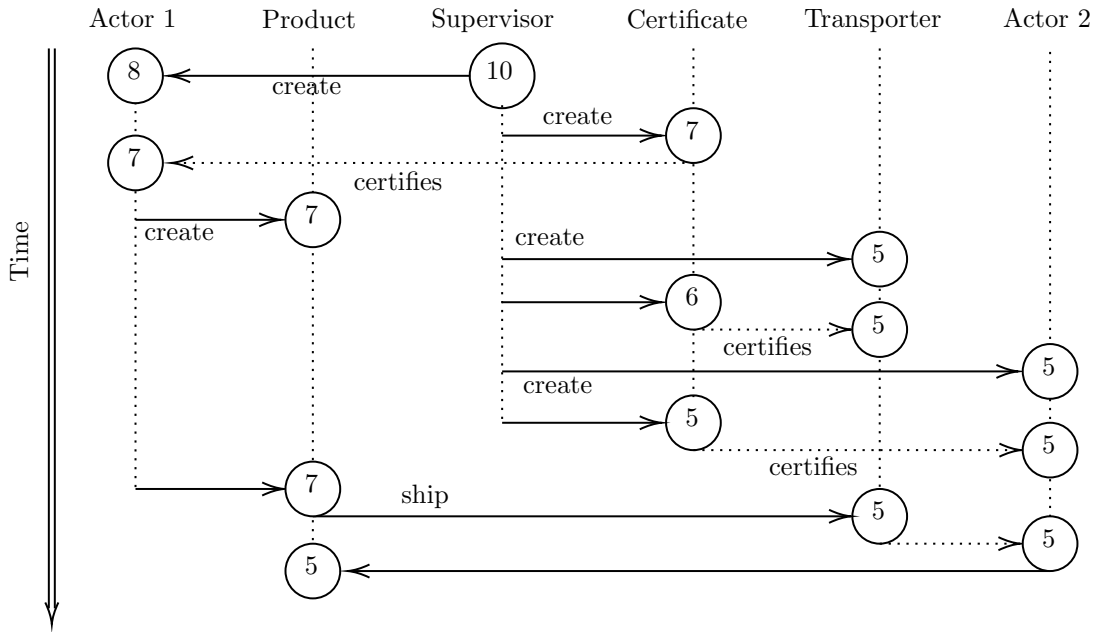 Actor 1 Product Supervisor Certificate Transporter Actor 2
8 10
create
create 7
7
certifies
7
create
create
5
6
5
certifies
5
create
5
5
certifies
7
ship
5
5
5
Time